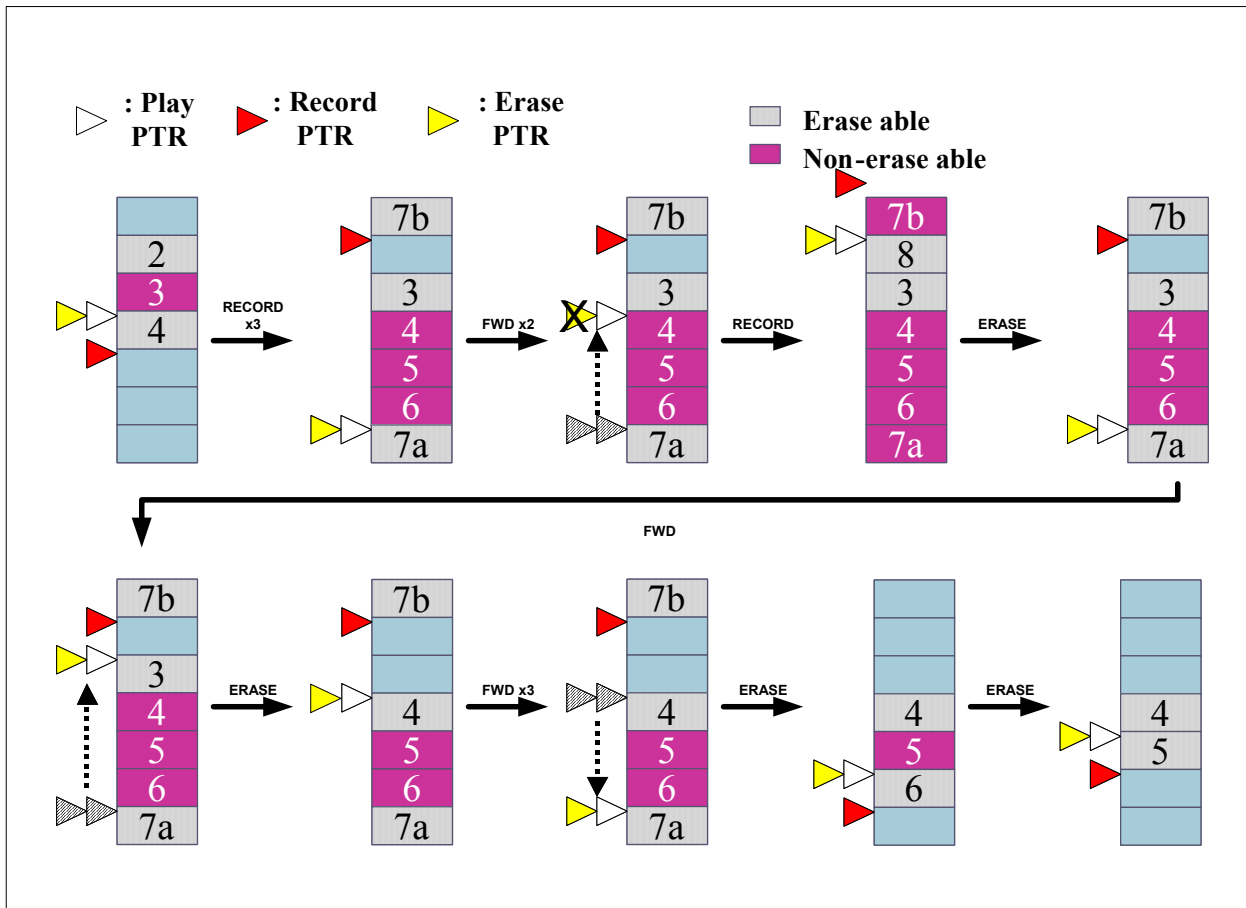 : Play
PTR
: Record
PTR
: Erase
PTR
Erase able
Non-erase able
2
3
4
RECORD
x3
7b
3
4
5
6
7a
FWD x2
7b
3
X
4
5
6
7a
RECORD
7b
8
3
4
5
6
7a
ERASE
7b
3
4
5
6
7a
FWD
7b
3
4
5
6
7a
ERASE
7b
4
5
6
7a
FWD x3
7b
4
5
6
7a
ERASE
4
5
6
ERASE
4
5